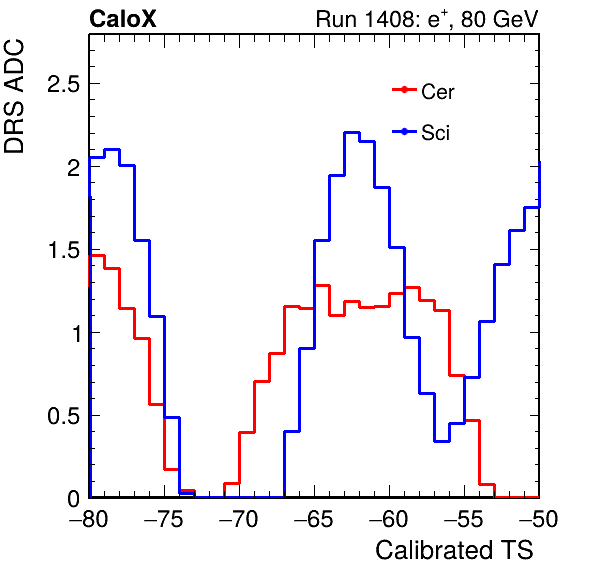 CaloX Run 1408: e⁺, 80 GeV
DRS ADC
Cer
Sci
2.5
2
1.5
1
0.5
0
−80 −75 −70 −65 −60 −55 −50
Calibrated TS